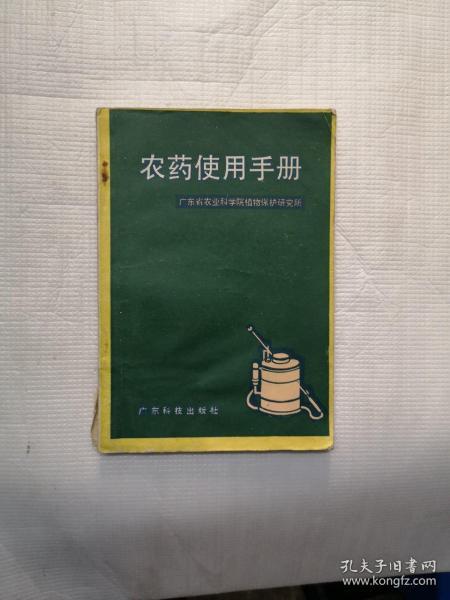 农药使用手册
广东省农业科学院植物保护研究所
广东科技出版社
孔夫子旧书网
www.kongfz.com